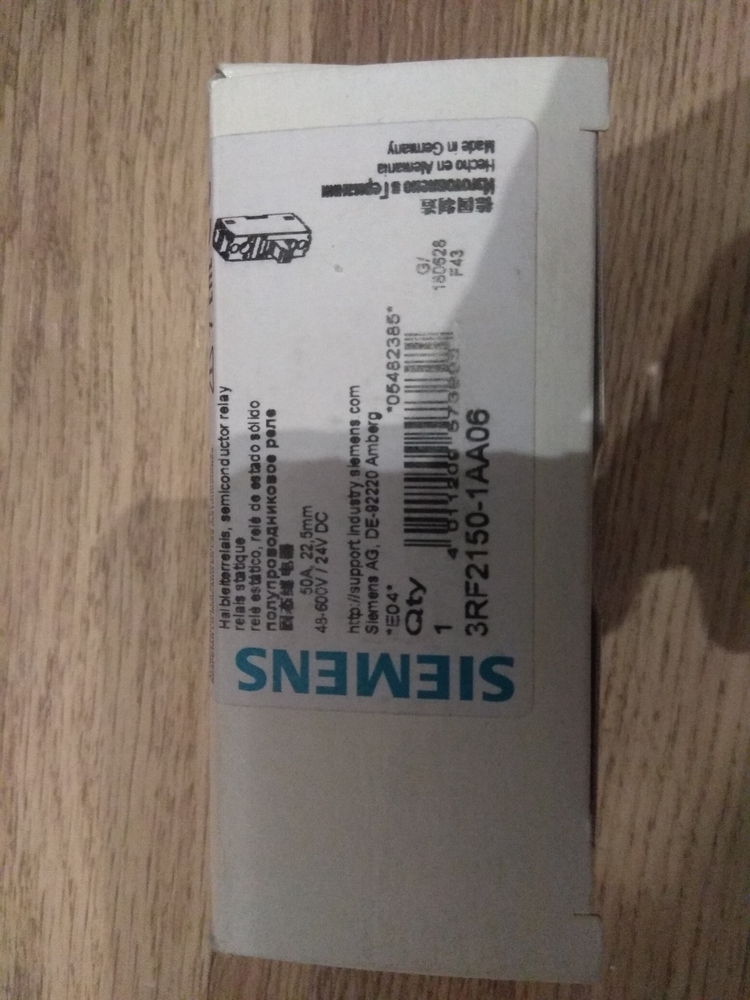 SIEMENS
Halbleiterrelais, semiconductor relay
relais statique
relé estático, relé de estado sólido
полупроводниковое реле
固态继电器
50A, 22,5mm
48-600V / 24V DC
http://support industry siemens com
Siemens AG, DE-92220 Amberg
*E04*
*05482385*
Qty
1
3RF2150-1AA06
G/
180626
F43
Made in Germany
Hecho en Alemania
Изготовлено в Германии
德国制造